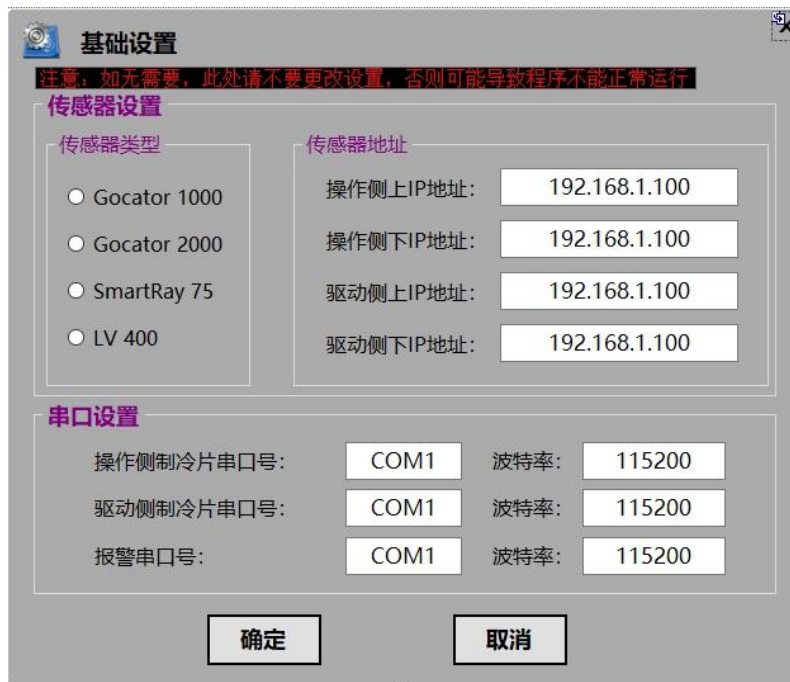 基础设置
注意：如无需要，此处请不要更改设置，否则可能导致程序不能正常运行
传感器设置
传感器类型
Gocator 1000
Gocator 2000
SmartRay 75
LV 400
传感器地址
操作侧上IP地址： 192.168.1.100
操作侧下IP地址： 192.168.1.100
驱动侧上IP地址： 192.168.1.100
驱动侧下IP地址： 192.168.1.100
串口设置
操作侧制冷片串口号： COM1 波特率： 115200
驱动侧制冷片串口号： COM1 波特率： 115200
报警串口号： COM1 波特率： 115200
确定 取消